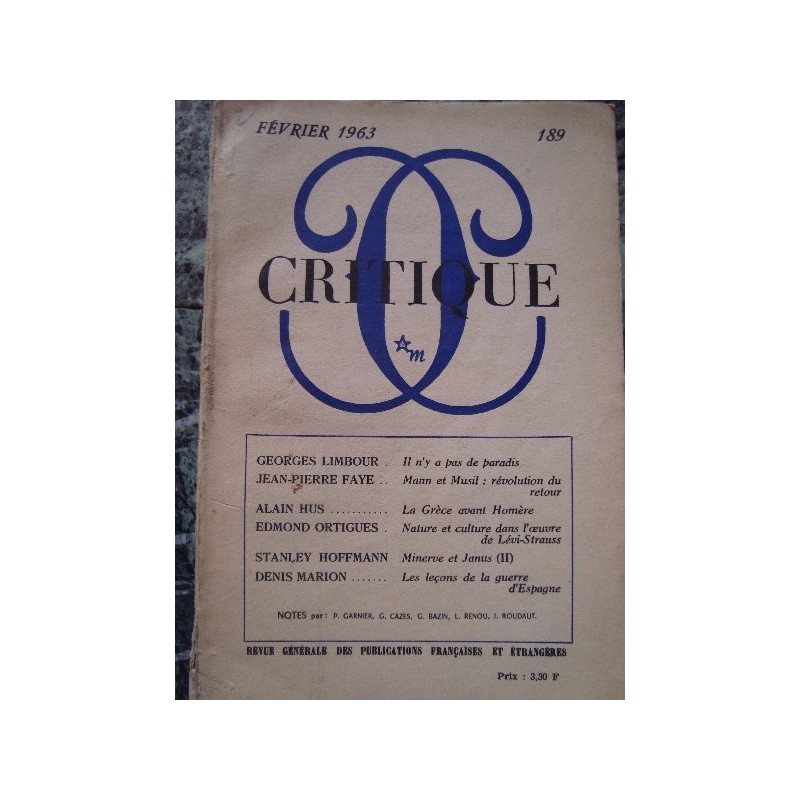 FÉVRIER 1963 189
CRITIQUE
m
GEORGES LIMBOUR . Il n'y a pas de paradis
JEAN-PIERRE FAYE . . Mann et Musil : révolution du
retour
ALAIN HUS ........... La Grèce avant Homère
EDMOND ORTIGUES . Nature et culture dans l'œuvre
de Lévi-Strauss
STANLEY HOFFMANN Minerve et Janus (II)
DENIS MARION ....... Les leçons de la guerre
d'Espagne
NOTES par : P. GARNIER, G. CAZES, G. BAZIN, L. RENOU, J. ROUDAUT.
REVUE GÉNÉRALE DES PUBLICATIONS FRANÇAISES ET ÉTRANGÈRES
Prix : 3,30 F